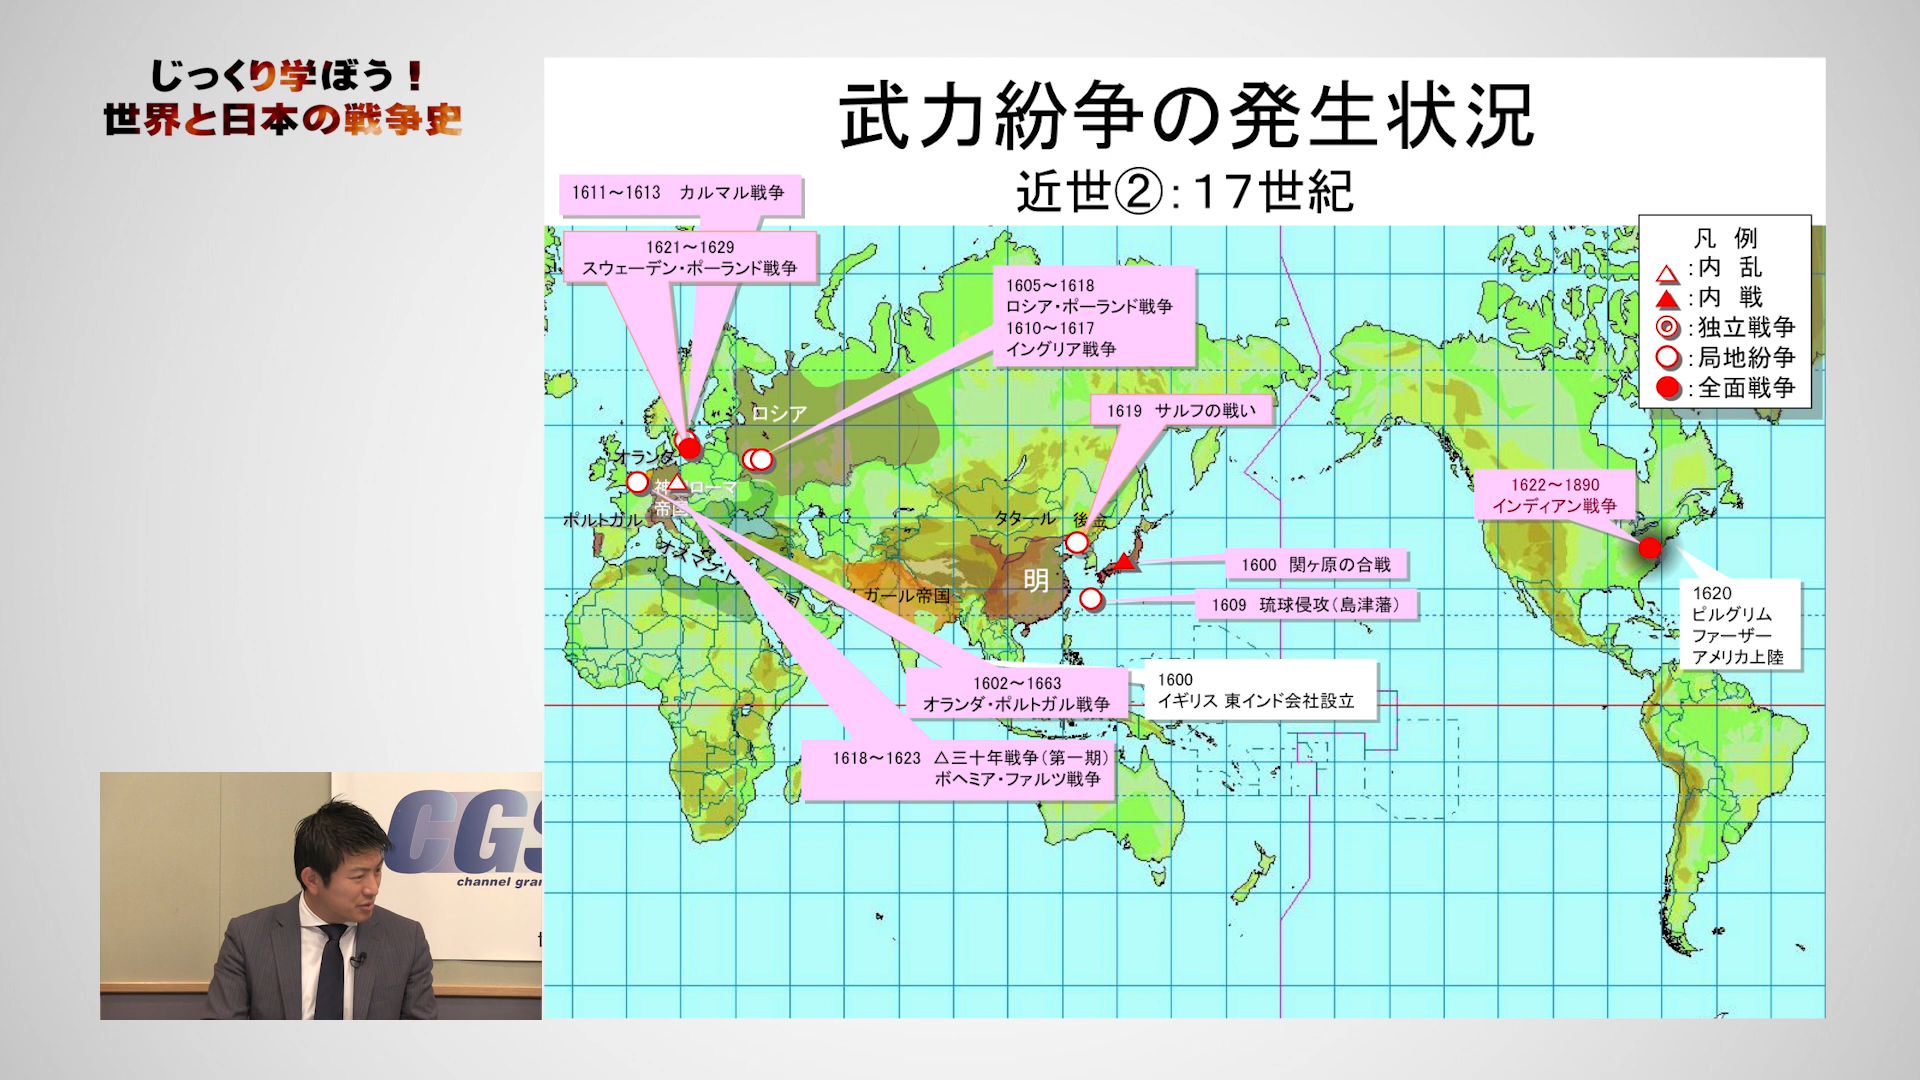 じっくり学ぼう！
世界と日本の戦争史
武力紛争の発生状況
近世②：17世紀
1611～1613　カルマル戦争
1621～1629
スウェーデン・ポーランド戦争
1605～1618
ロシア・ポーランド戦争
1610～1617
イングリア戦争
凡　例
：内　乱
：内　戦
：独立戦争
：局地紛争
：全面戦争
ロシア
1619　サルフの戦い
オランダ
ローマ
帝国
ポルトガル
タタール
後金
1622～1890
インディアン戦争
明
1600　関ヶ原の合戦
ガール帝国
1609　琉球侵攻（島津藩）
1620
ピルグリム
ファーザー
アメリカ上陸
1602～1663
オランダ・ポルトガル戦争
1600
イギリス 東インド会社設立
1618～1623　△三十年戦争（第一期）
ボヘミア・ファルツ戦争
CGS
channel gran